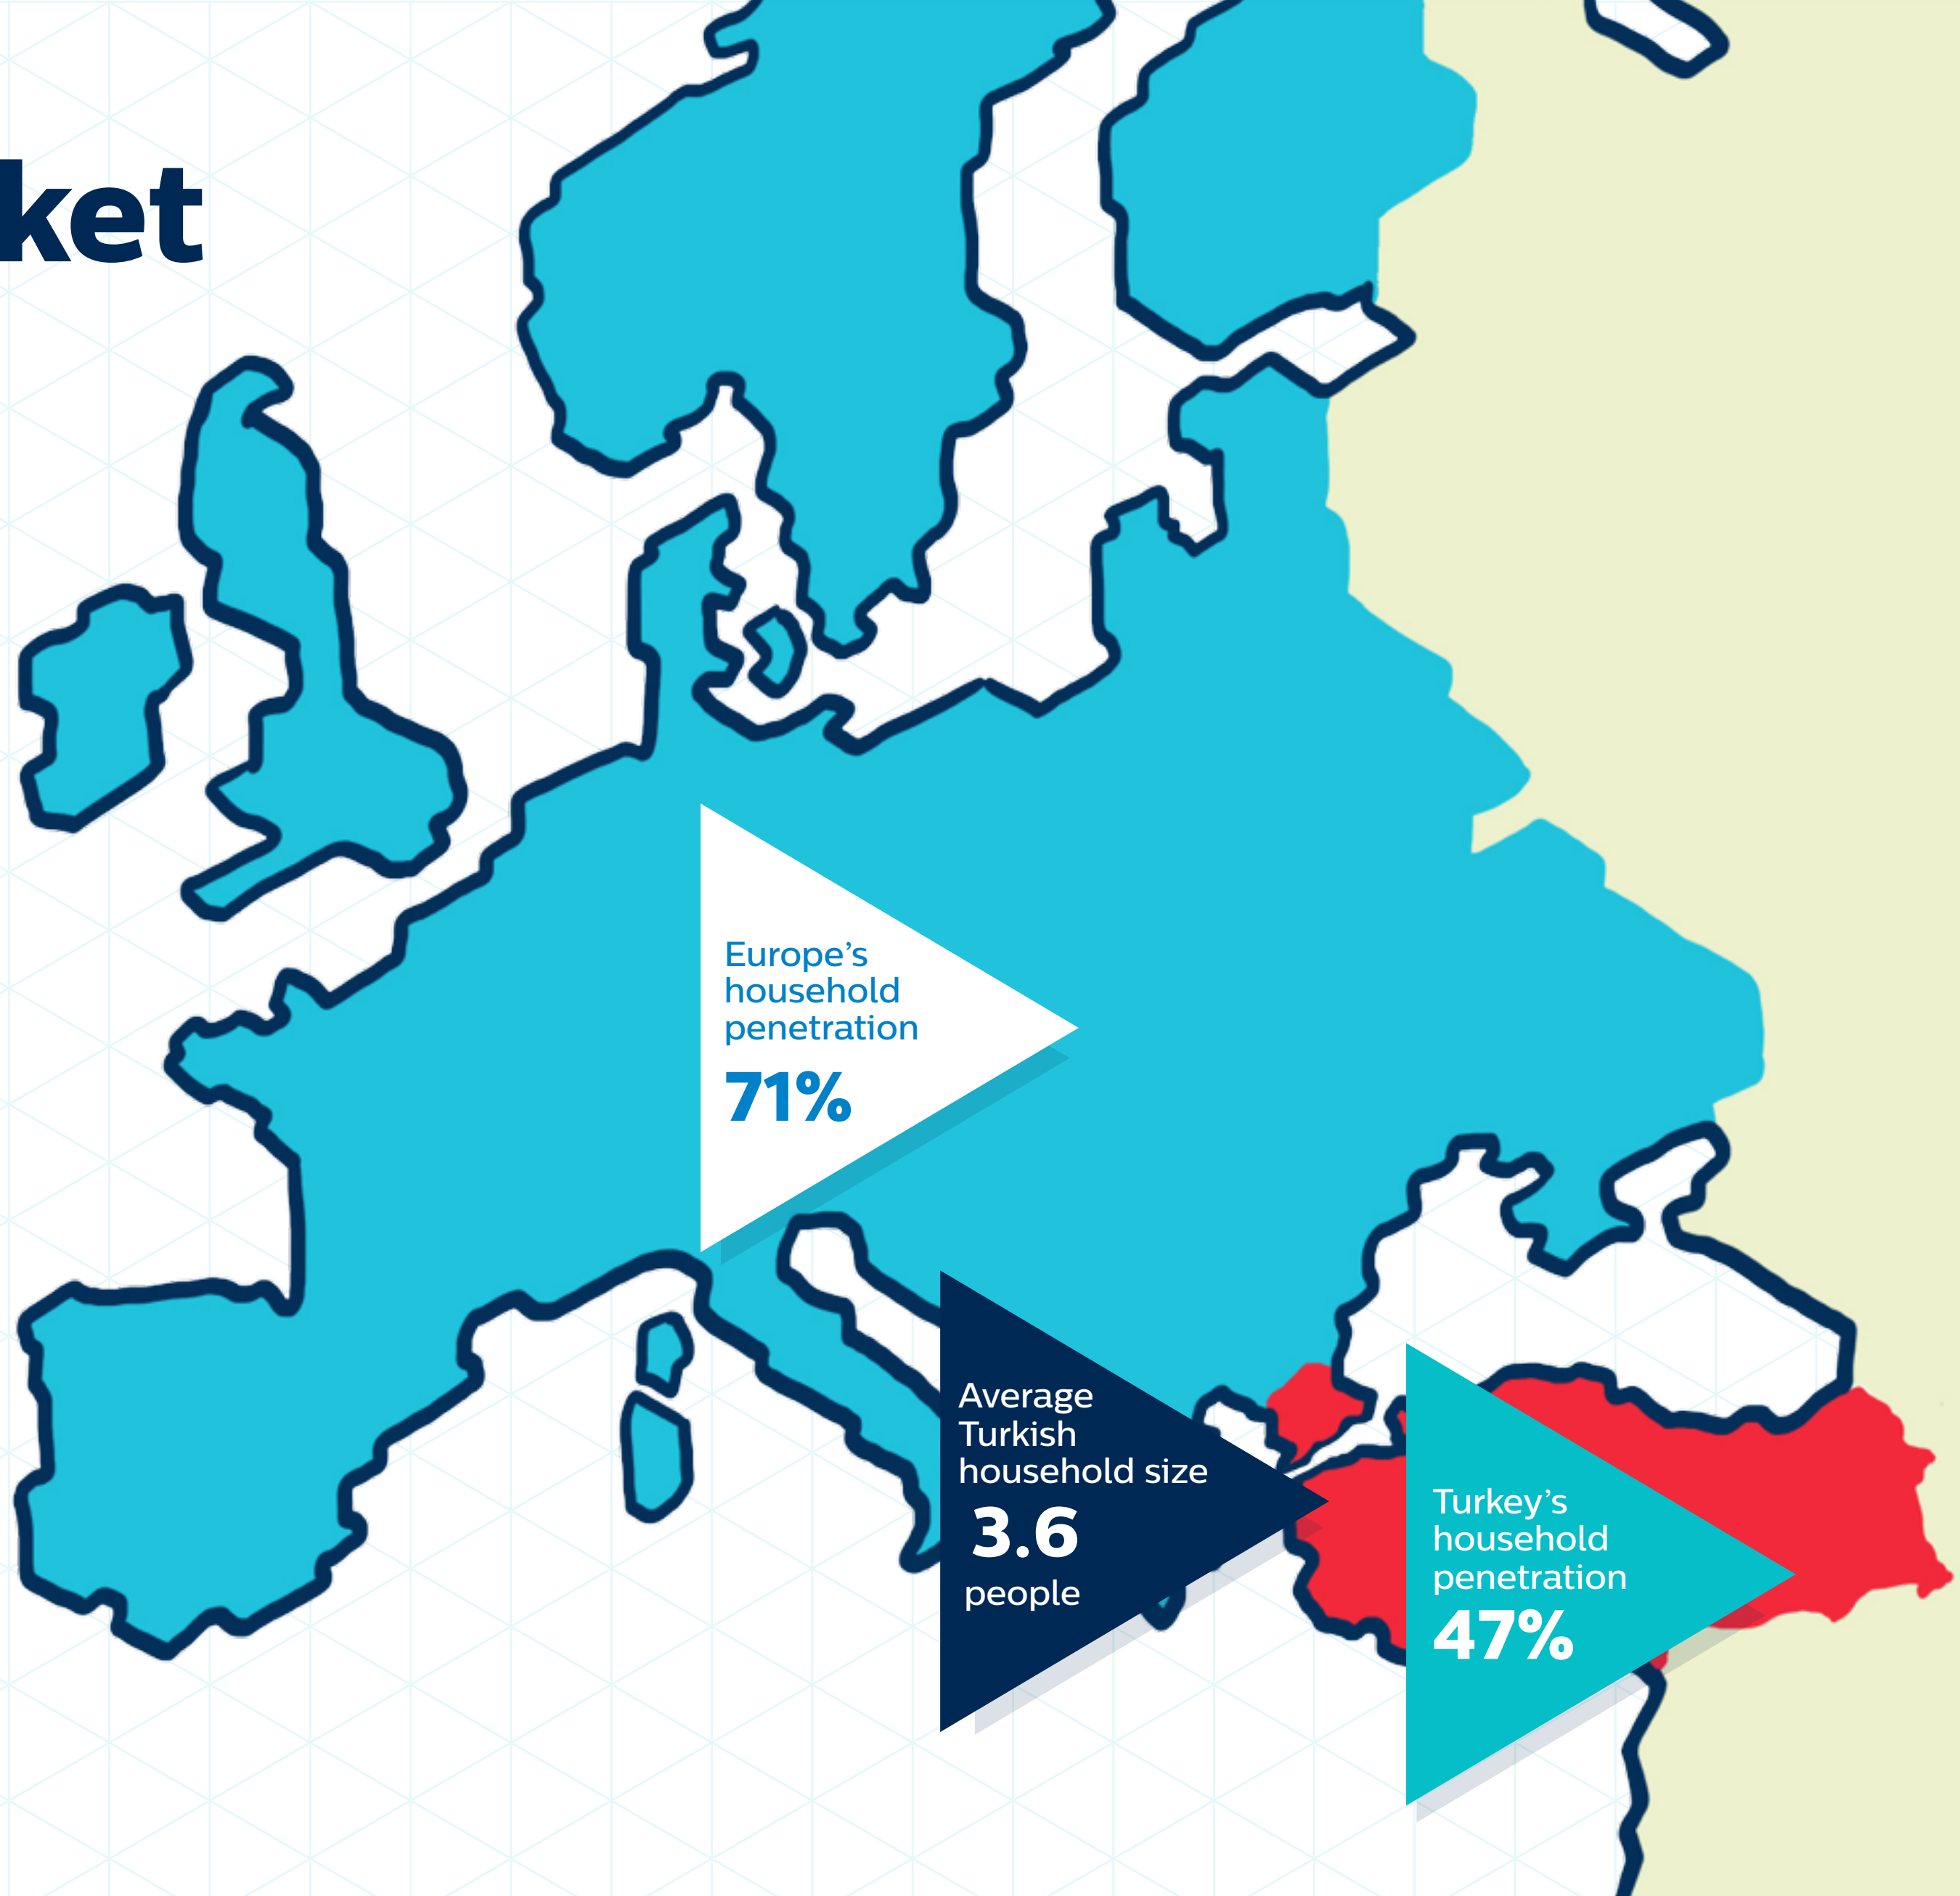 ket
Europe’s
household
penetration
71%
Average
Turkish
household size
3.6
people
Turkey’s
household
penetration
47%